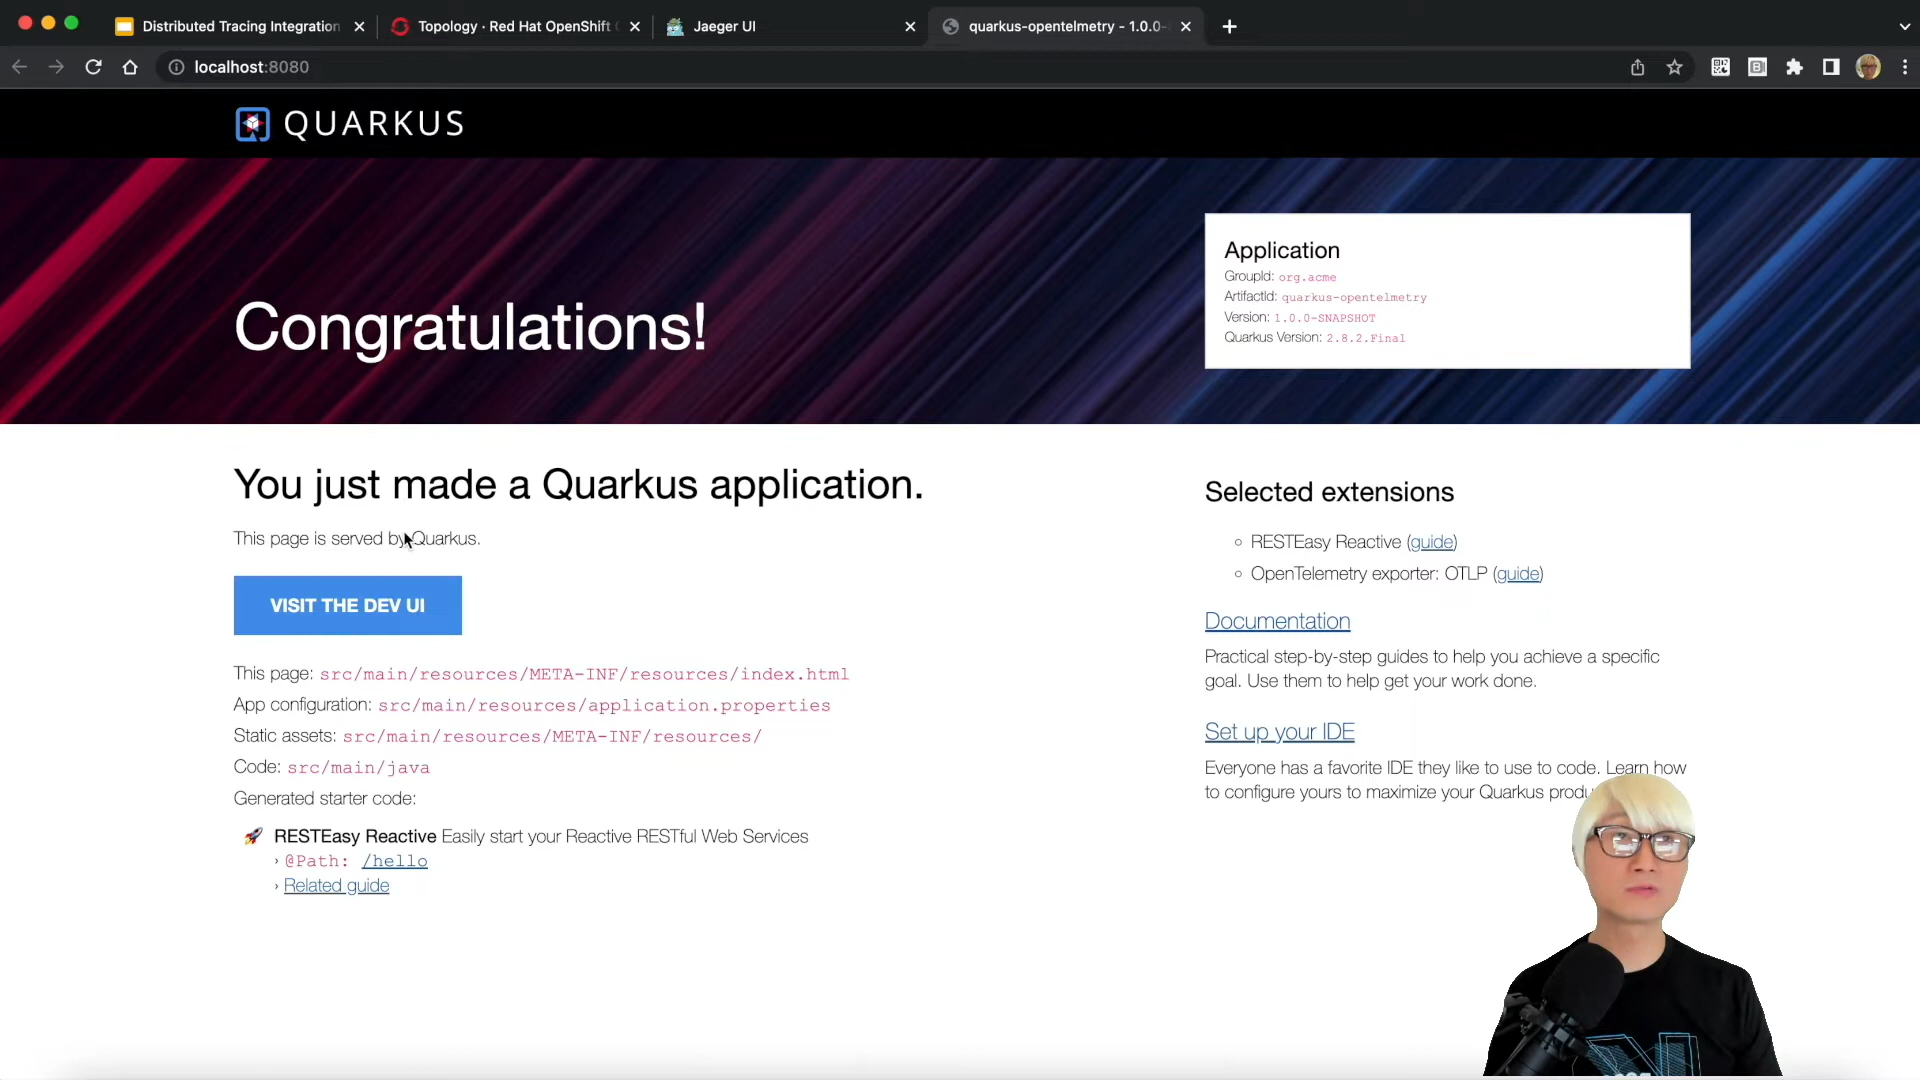 Distributed Tracing Integration
Topology · Red Hat OpenShift
Jaeger UI
quarkus-opentelmetry - 1.0.0-
localhost:8080
QUARKUS
Congratulations!
Application
GroupId: org.acme
ArtifactId: quarkus-opentelmetry
Version: 1.0.0-SNAPSHOT
Quarkus Version: 2.8.2.Final
You just made a Quarkus application.
This page is served by Quarkus.
VISIT THE DEV UI
This page: src/main/resources/META-INF/resources/index.html
App configuration: src/main/resources/application.properties
Static assets: src/main/resources/META-INF/resources/
Code: src/main/java
Generated starter code:
RESTEasy Reactive Easily start your Reactive RESTful Web Services
@Path: /hello
Related guide
Selected extensions
RESTEasy Reactive (guide)
OpenTelemetry exporter: OTLP (guide)
Documentation
Practical step-by-step guides to help you achieve a specific
goal. Use them to help get your work done.
Set up your IDE
Everyone has a favorite IDE they like to use to code. Learn how
to configure yours to maximize your Quarkus produ